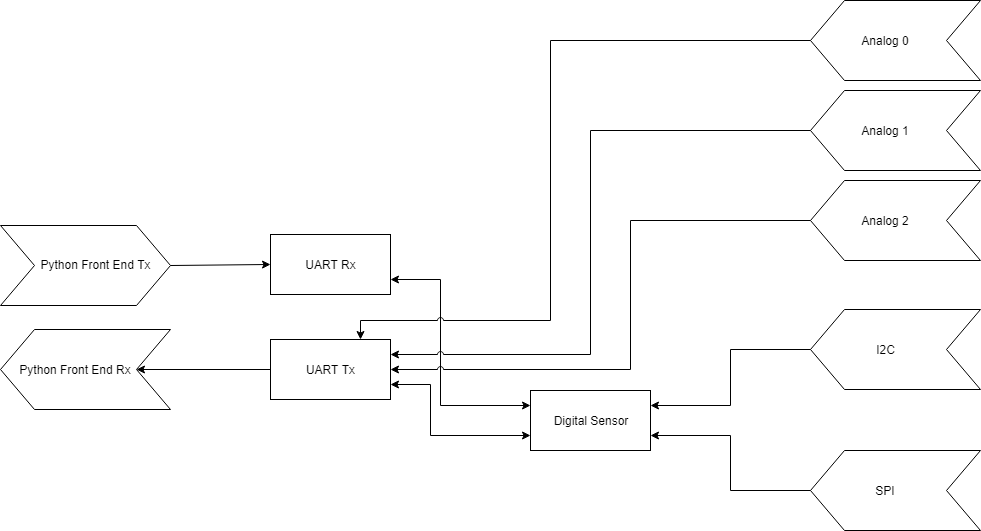 Analog 0
Analog 1
Analog 2
Python Front End Tx
UART Rx
I2C
Python Front End Rx
UART Tx
Digital Sensor
SPI